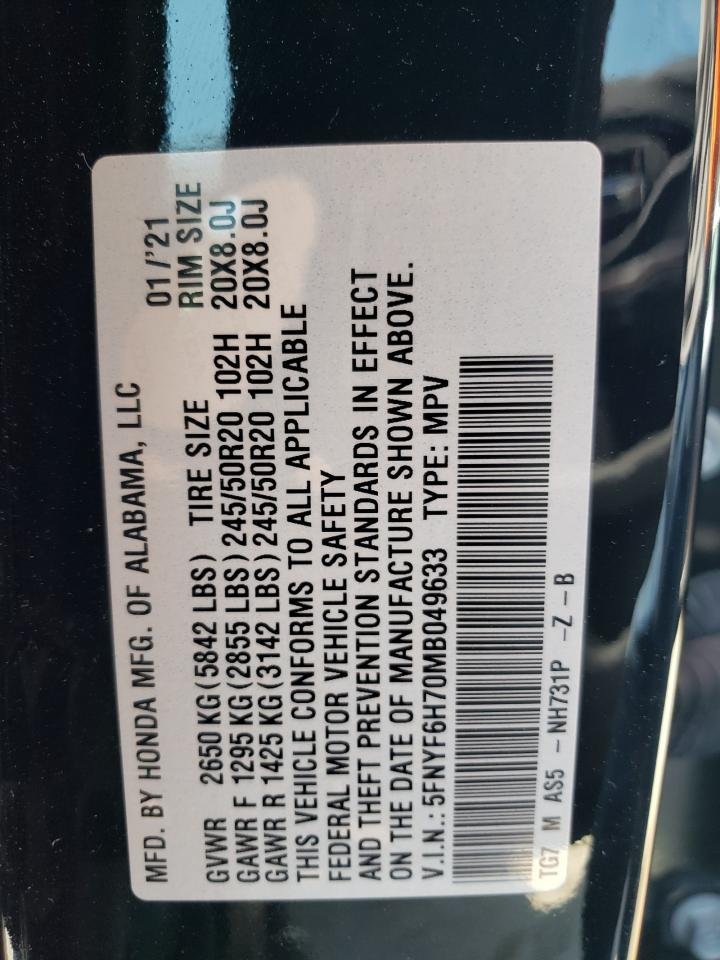 MFD. BY HONDA MFG. OF ALABAMA, LLC 01/'21
GVWR 2650 KG (5842 LBS) TIRE SIZE RIM SIZE
GAWR F 1295 KG (2855 LBS) 245/50R20 102H 20X8.0J
GAWR R 1425 KG (3142 LBS) 245/50R20 102H 20X8.0J
THIS VEHICLE CONFORMS TO ALL APPLICABLE
FEDERAL MOTOR VEHICLE SAFETY
AND THEFT PREVENTION STANDARDS IN EFFECT
ON THE DATE OF MANUFACTURE SHOWN ABOVE.
V.I.N.: 5FNYF6H70MB049633 TYPE: MPV
TG7 M AS5 - NH731P -Z -B